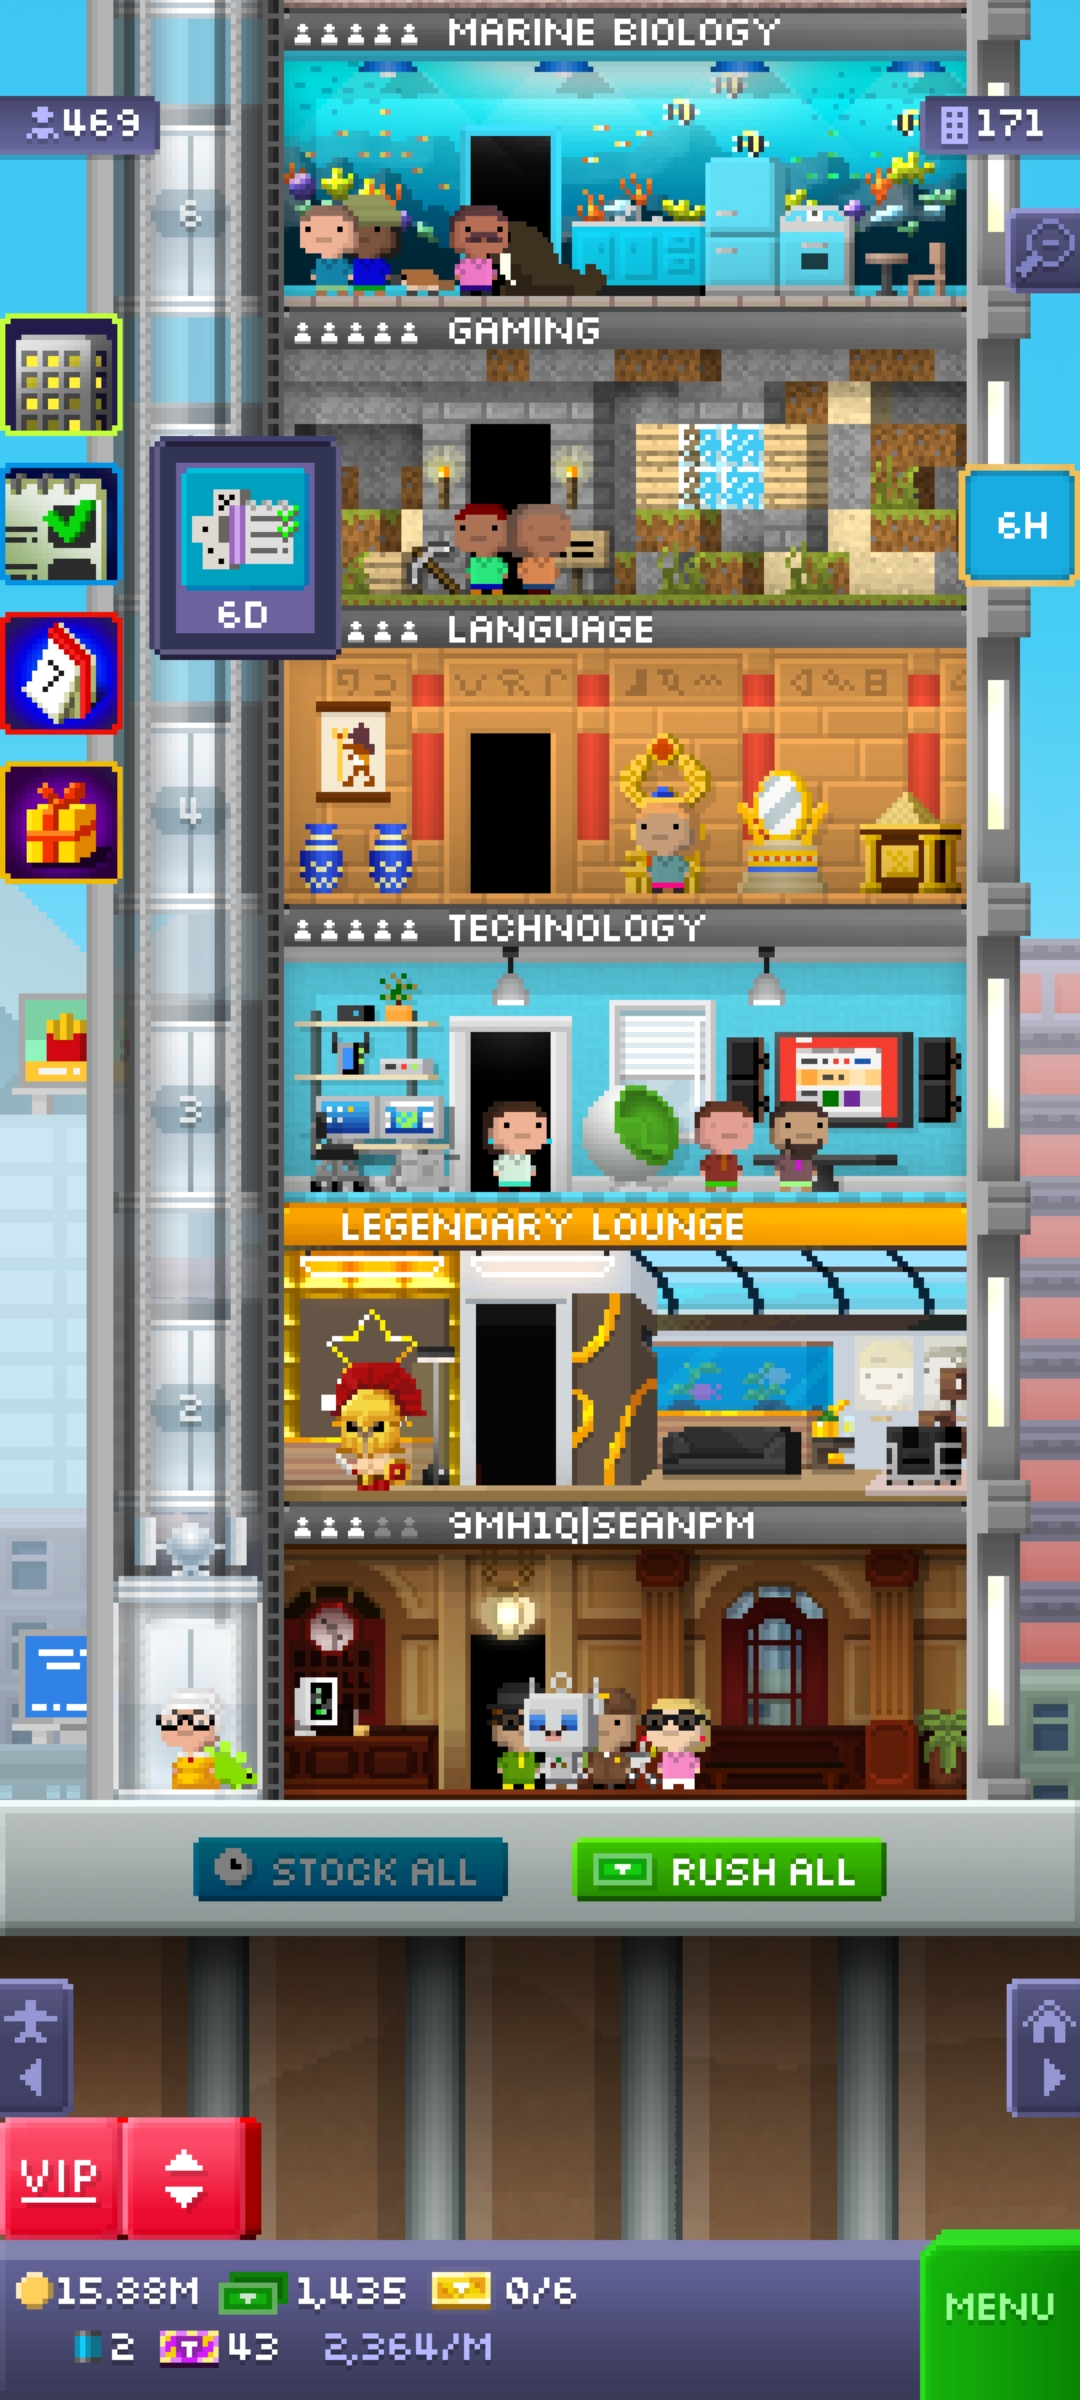 MARINE BIOLOGY
469
171
6
GAMING
6H
6D
LANGUAGE
4
TECHNOLOGY
3
LEGENDARY LOUNGE
2
9MH1Q|SEANPM
STOCK ALL
RUSH ALL
VIP
15.88M 1,435 0/6
MENU
2 43 2,364/M